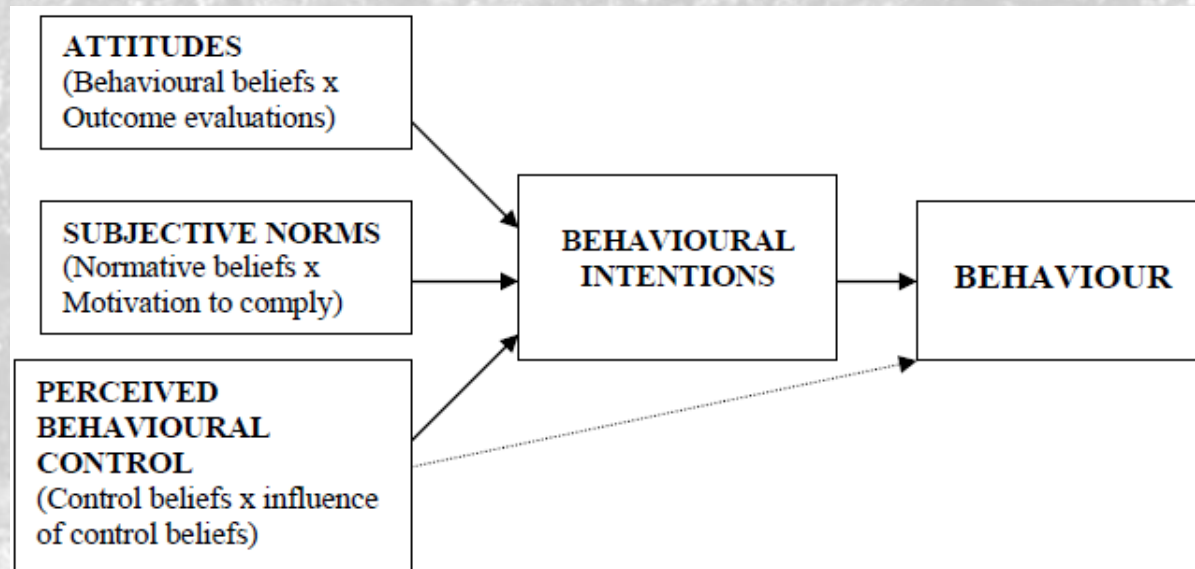 ATTITUDES
(Behavioural beliefs x
Outcome evaluations)
SUBJECTIVE NORMS
(Normative beliefs x
Motivation to comply)
PERCEIVED
BEHAVIOURAL
CONTROL
(Control beliefs x influence
of control beliefs)
BEHAVIOURAL
INTENTIONS
BEHAVIOUR